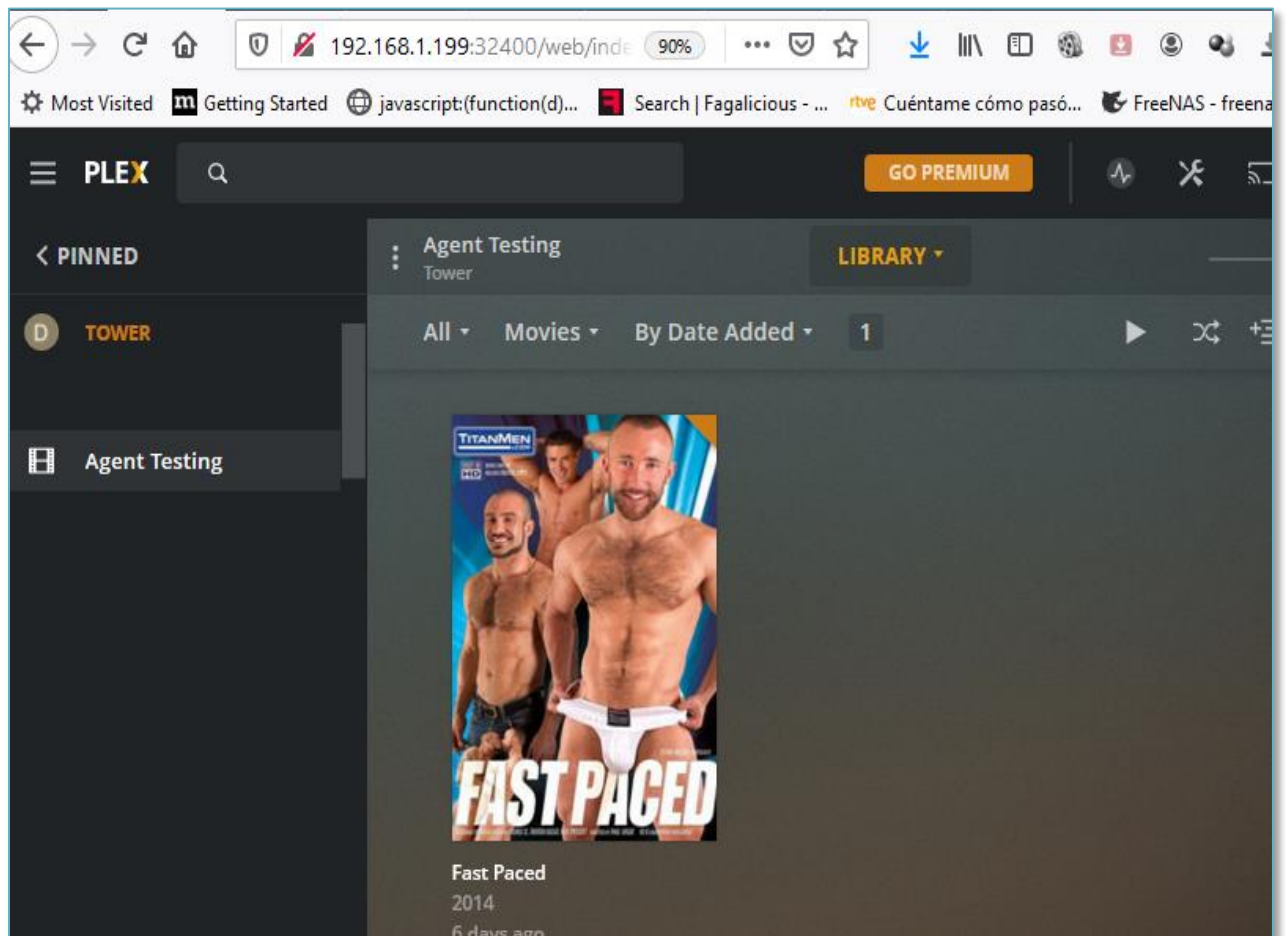 192.168.1.199:32400/web/inde 90%
Most Visited Getting Started javascript:(function(d)... Search | Fagalicious - ... rtve Cuéntame cómo pasó... FreeNAS - freena
PLEX GO PREMIUM
PINNED
Agent Testing
Tower
LIBRARY
D TOWER
All Movies By Date Added 1
Agent Testing
TITANMEN
HD
FAST PACED
Fast Paced
2014
6 days ago